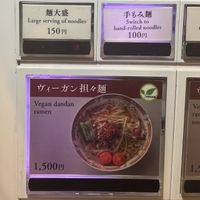 麺大盛
Large serving of noodles
150円
手もみ麺
Switch to
hand-rolled noodles
100円
ヴィーガン担々麺
Vegan dandan
ramen
1,500円